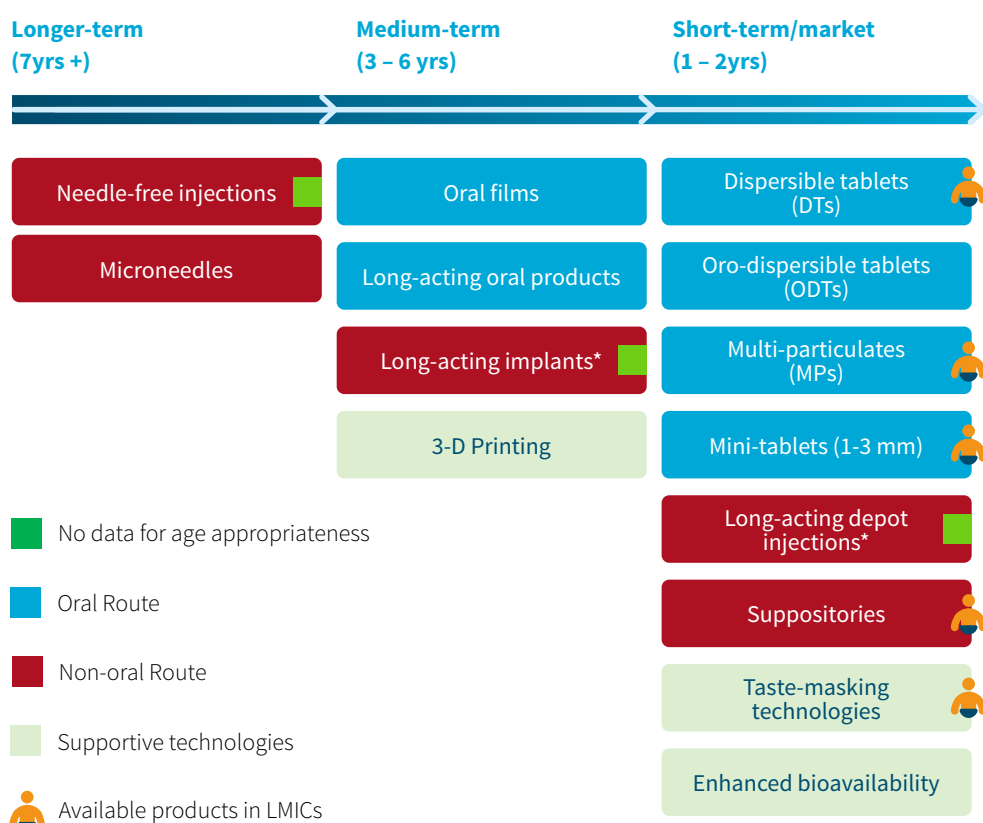 Longer-term
(7yrs +)
Medium-term
(3 – 6 yrs)
Short-term/market
(1 – 2yrs)
Needle-free injections
Microneedles
Oral films
Long-acting oral products
Long-acting implants*
3-D Printing
Dispersible tablets
(DTs)
Oro-dispersible tablets
(ODTs)
Multi-particulates
(MPs)
Mini-tablets (1-3 mm)
Long-acting depot
injections*
Suppositories
Taste-masking
technologies
Enhanced bioavailability
No data for age appropriateness
Oral Route
Non-oral Route
Supportive technologies
Available products in LMICs